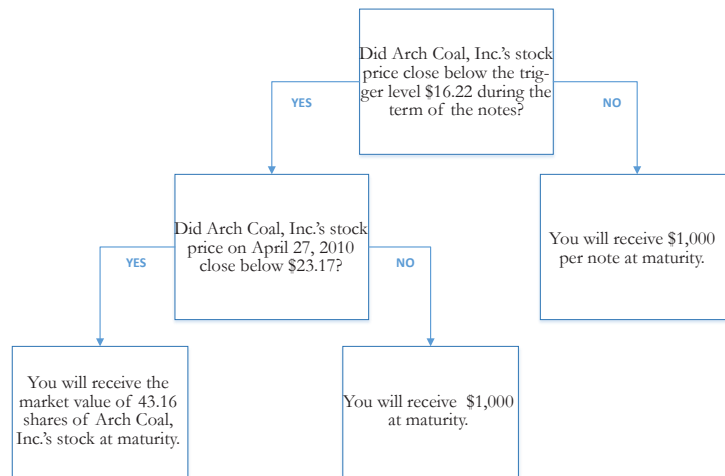 Did Arch Coal, Inc.'s stock
price close below the trig-
ger level $16.22 during the
term of the notes?
YES
NO
Did Arch Coal, Inc.'s stock
price on April 27, 2010
close below $23.17?
You will receive $1,000
per note at maturity.
YES
NO
You will receive the
market value of 43.16
shares of Arch Coal,
Inc.'s stock at maturity.
You will receive $1,000
at maturity.